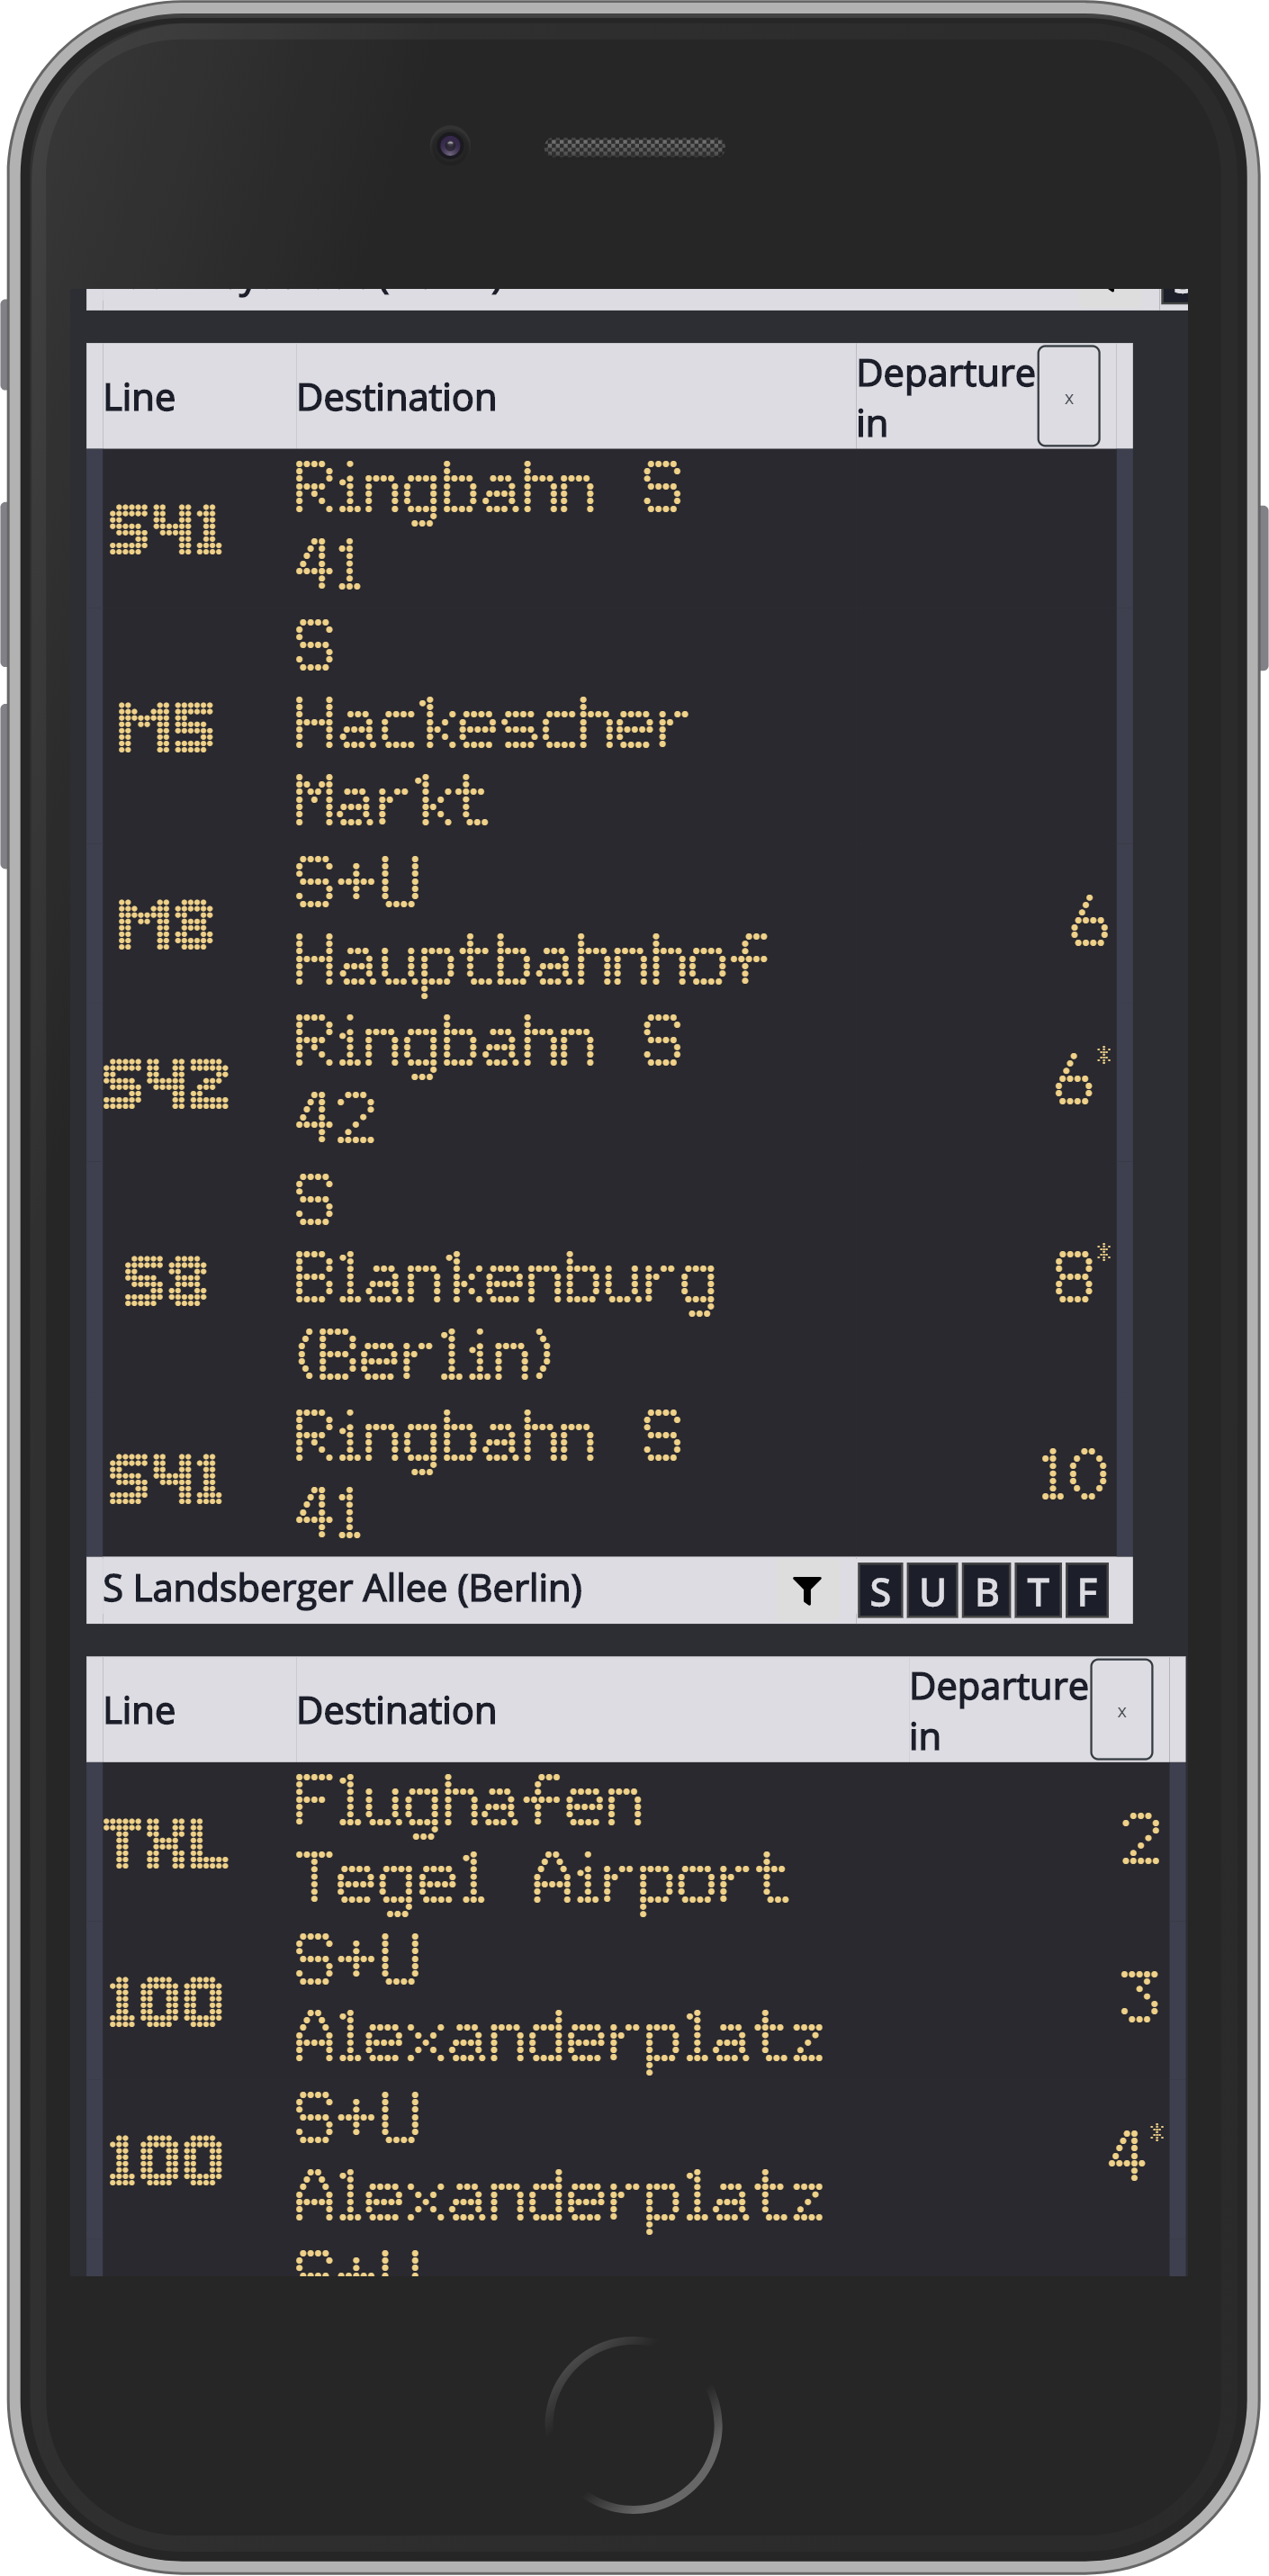 Line Destination Departure in x
S41 Ringbahn S 41
M5 S Hackescher Markt
M8 S+U Hauptbahnhof 6
S42 Ringbahn S 42 6*
S8 S Blankenburg (Berlin) 8*
S41 Ringbahn S 41 10
S Landsberger Allee (Berlin) S U B T F
Line Destination Departure in x
TXL Flughafen Tegel Airport 2
100 S+U Alexanderplatz 3
100 S+U Alexanderplatz 4*
S+U